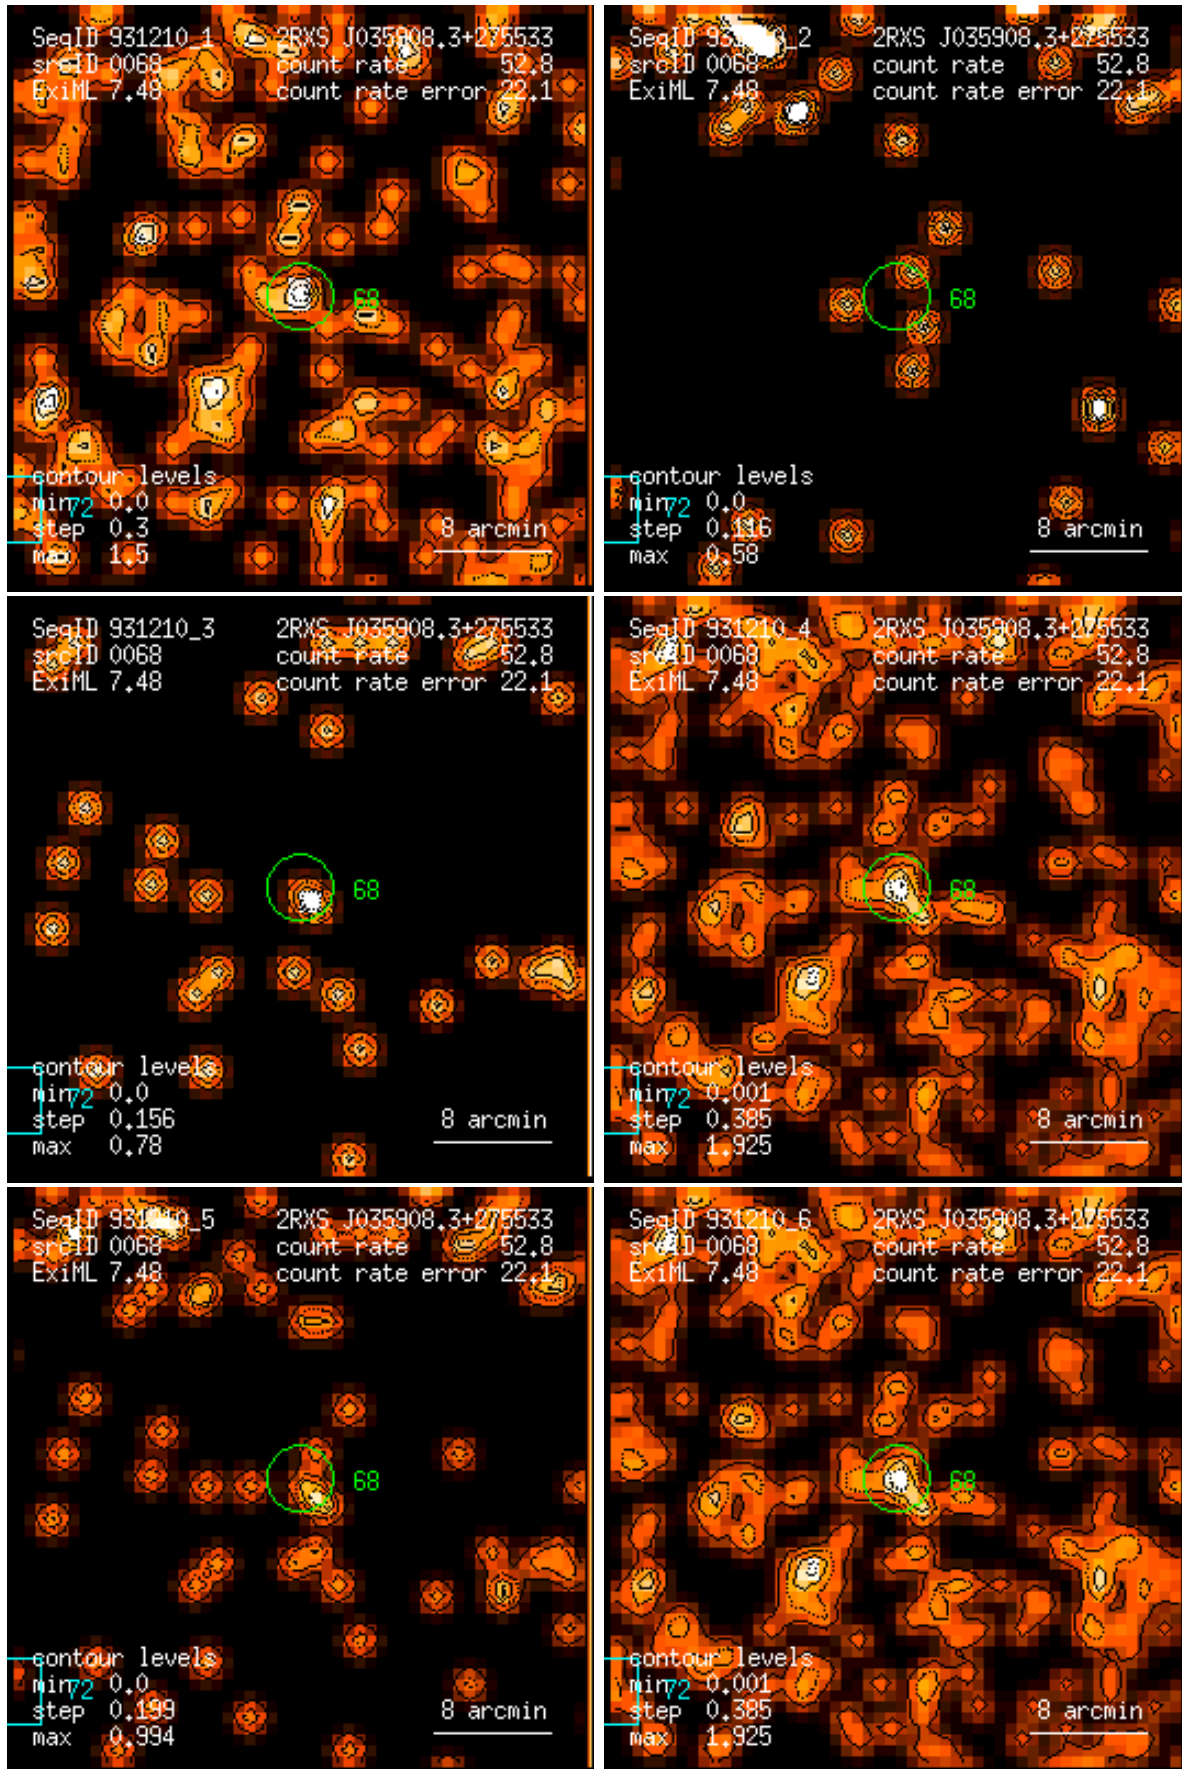 SeqID 931210_1 2RXS J035908.3+275533
srcID 0068 count rate 52.8
ExiML 7.48 count rate error 22.1
68
contour levels
min 0.0
72
step 0.3
max 1.5
8 arcmin
SeqID 931210_2 2RXS J035908.3+275533
srcID 0068 count rate 52.8
ExiML 7.48 count rate error 22.1
68
contour levels
min 0.0
72
step 0.116
max 0.58
8 arcmin
SeqID 931210_3 2RXS J035908.3+275533
srcID 0068 count rate 52.8
ExiML 7.48 count rate error 22.1
68
contour levels
min 0.0
72
step 0.156
max 0.78
8 arcmin
SeqID 931210_4 2RXS J035908.3+275533
srcID 0068 count rate 52.8
ExiML 7.48 count rate error 22.1
68
contour levels
min 0.001
72
step 0.385
max 1.925
8 arcmin
SeqID 931210_5 2RXS J035908.3+275533
srcID 0068 count rate 52.8
ExiML 7.48 count rate error 22.1
68
contour levels
min 0.0
72
step 0.199
max 0.994
8 arcmin
SeqID 931210_6 2RXS J035908.3+275533
srcID 0068 count rate 52.8
ExiML 7.48 count rate error 22.1
68
contour levels
min 0.001
72
step 0.385
max 1.925
8 arcmin